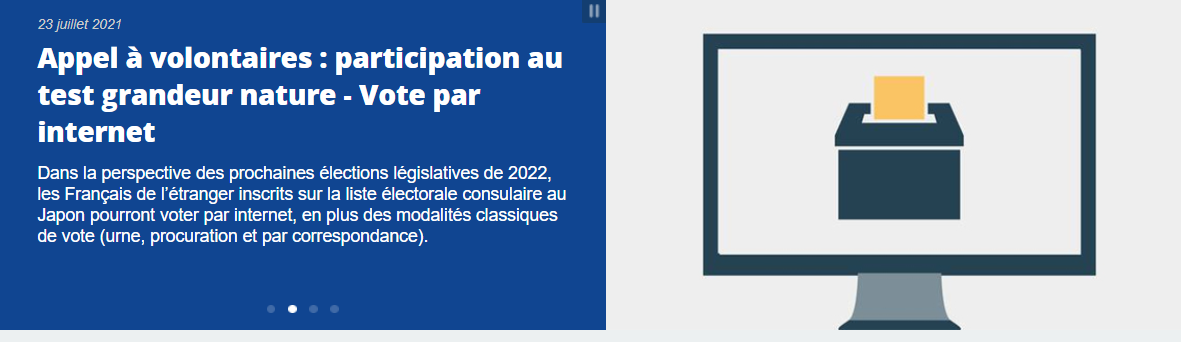 23 juillet 2021
Appel à volontaires : participation au
test grandeur nature - Vote par
internet
Dans la perspective des prochaines élections législatives de 2022,
les Français de l'étranger inscrits sur la liste électorale consulaire au
Japon pourront voter par internet, en plus des modalités classiques
de vote (urne, procuration et par correspondance).